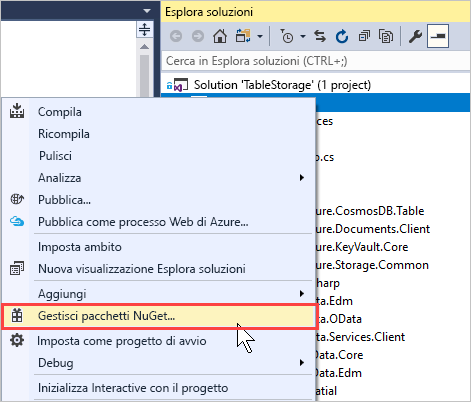 Esplora soluzioni
Cerca in Esplora soluzioni (CTRL+;)
Solution 'TableStorage' (1 project)
Compila
Ricompila
Pulisci
Analizza
Pubblica...
Pubblica come processo Web di Azure...
Imposta ambito
Nuova visualizzazione Esplora soluzioni
Aggiungi
Gestisci pacchetti NuGet...
Imposta come progetto di avvio
Debug
Inizializza Interactive con il progetto
ces
o.cs
ure.CosmosDB.Table
ure.Documents.Client
ure.KeyVault.Core
ure.Storage.Common
harp
ata.Edm
ata.OData
ata.Services.Client
Data.Core
Data.Edm
atial